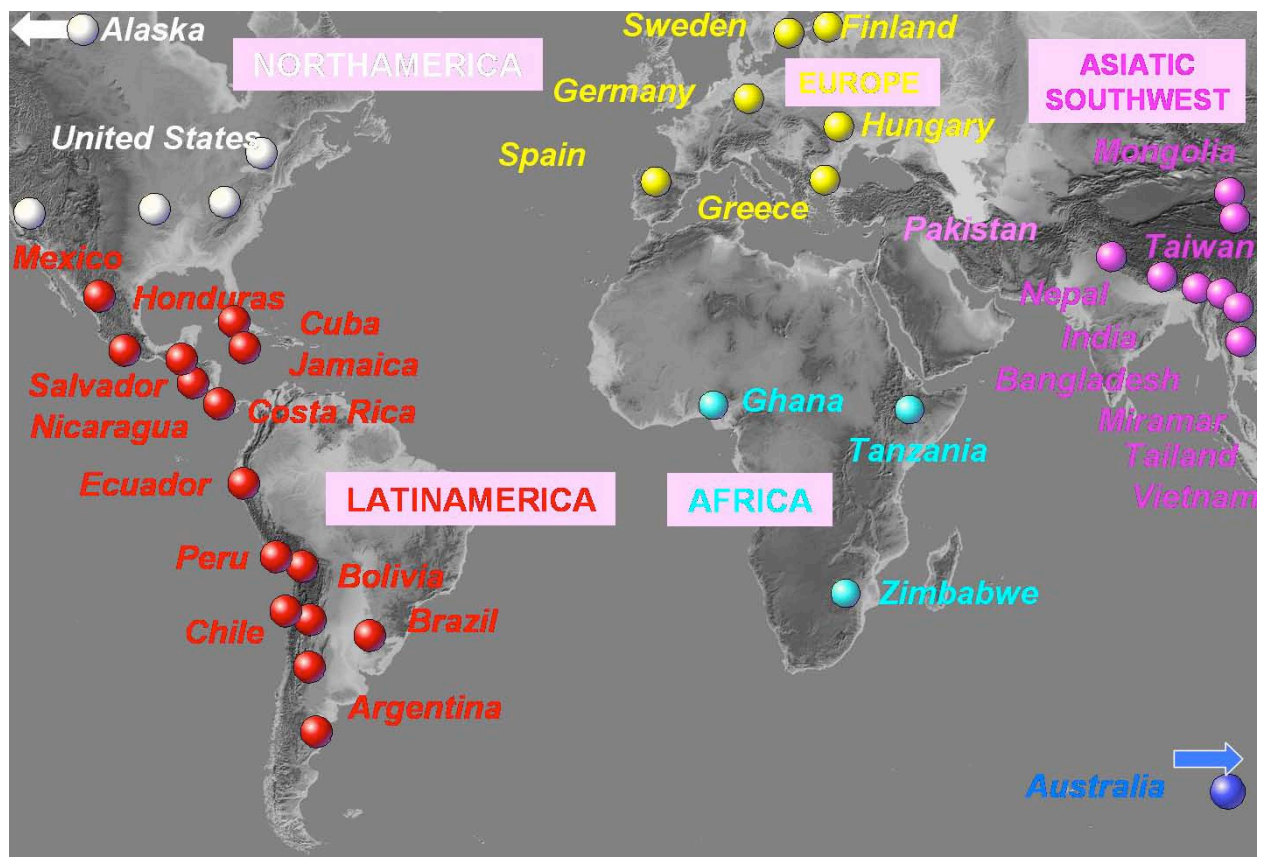 Alaska
NORTHAMERICA
United States
Sweden
Finland
Germany
EUROPE
Hungary
Spain
Greece
ASIATIC
SOUTHWEST
Mongolia
Pakistan
Taiwan
Nepal
India
Bangladesh
Miramar
Tailand
Vietnam
Mexico
Honduras
Cuba
Jamaica
Salvador
Nicaragua
Costa Rica
Ecuador
LATINAMERICA
Peru
Bolivia
Chile
Brazil
Argentina
Ghana
Tanzania
AFRICA
Zimbabwe
Australia